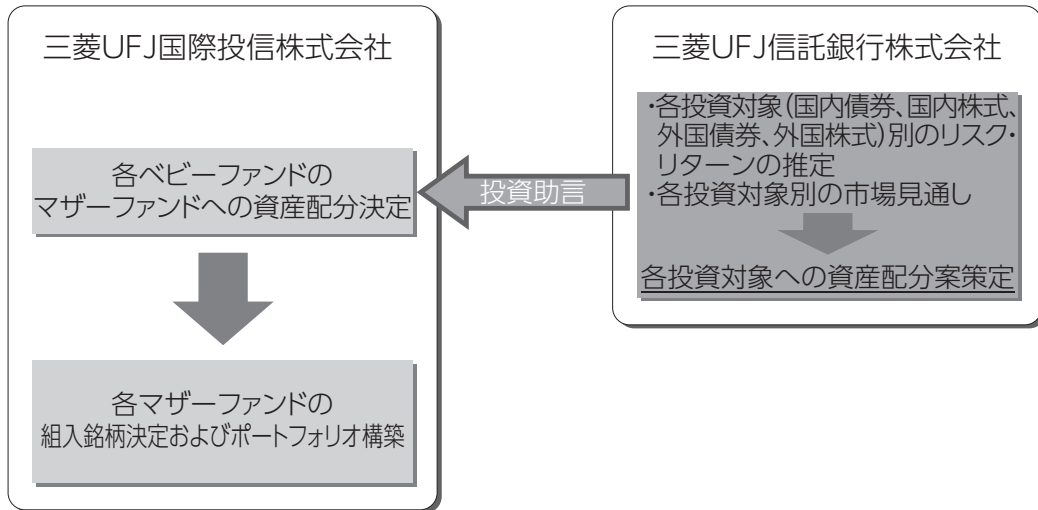 三菱UFJ国際投信株式会社
各ベビーファンドの
マザーファンドへの資産配分決定
各マザーファンドの
組入銘柄決定およびポートフォリオ構築
投資助言
三菱UFJ信託銀行株式会社
・各投資対象(国内債券、国内株式、
外国債券、外国株式)別のリスク・
リターンの推定
・各投資対象別の市場見通し
各投資対象への資産配分案策定